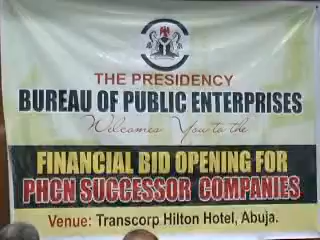 THE PRESIDENCY
BUREAU OF PUBLIC ENTERPRISES
Welcomes You to the
FINANCIAL BID OPENING FOR
PHCN SUCCESSOR COMPANIES
Venue: Transcorp Hilton Hotel, Abuja.